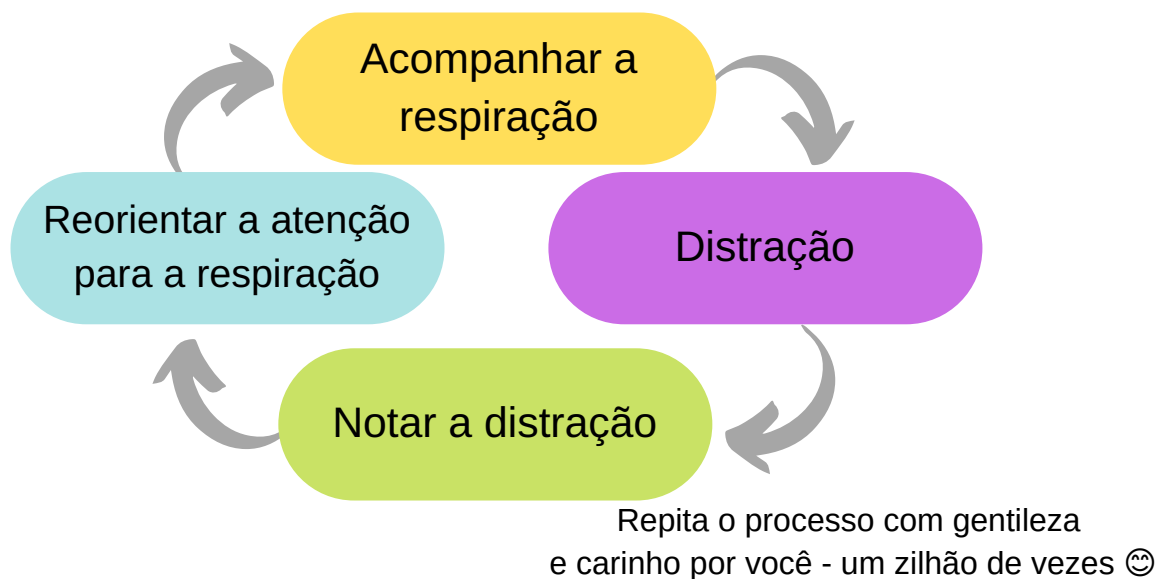 Acompanhar a
respiração
Distração
Notar a distração
Reorientar a atenção
para a respiração
Repita o processo com gentileza
e carinho por você - um zilhão de vezes 😊